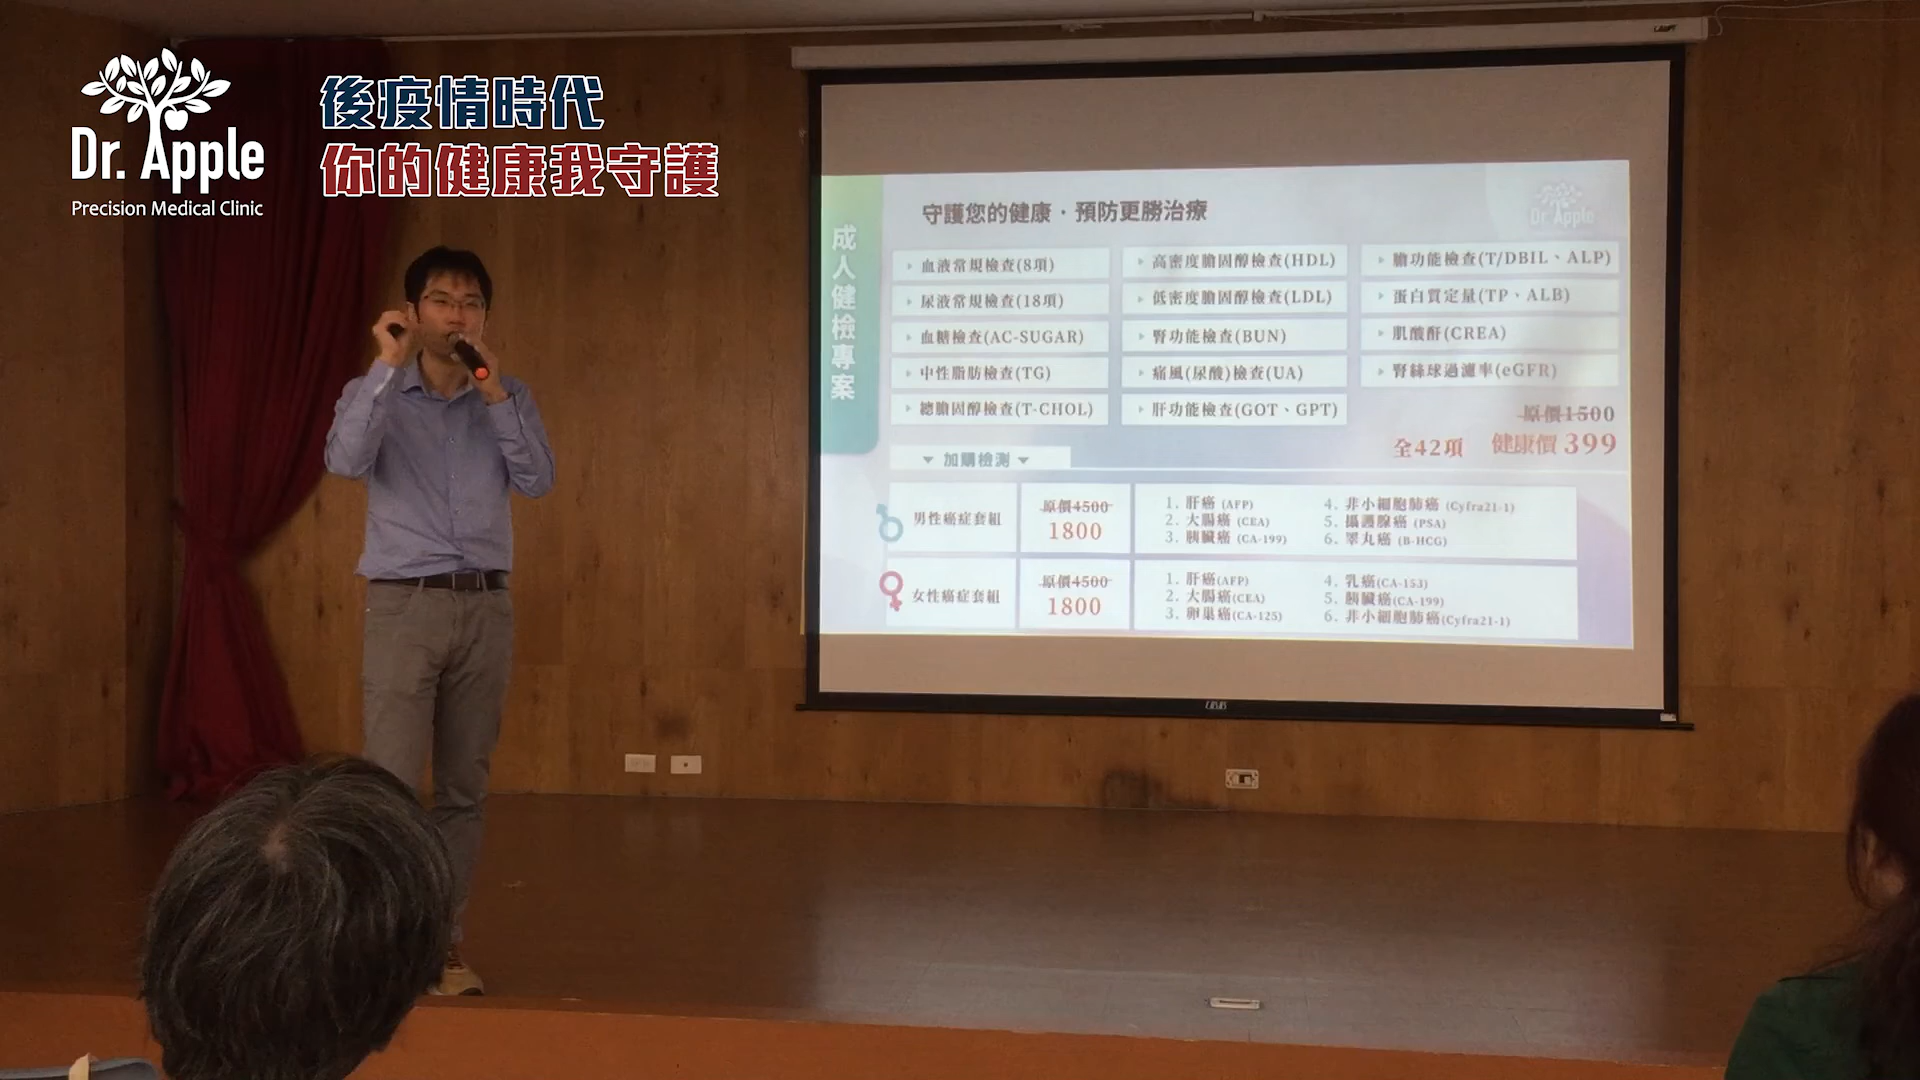 Dr. Apple
Precision Medical Clinic
後疫情時代
你的健康我守護
Dr. Apple
守護您的健康・預防更勝治療
成人健檢專案
血液常規檢查(8項)
尿液常規檢查(18項)
血糖檢查(AC-SUGAR)
中性脂肪檢查(TG)
總膽固醇檢查(T-CHOL)
高密度膽固醇檢查(HDL)
低密度膽固醇檢查(LDL)
腎功能檢查(BUN)
痛風(尿酸)檢查(UA)
肝功能檢查(GOT、GPT)
膽功能檢查(T/DBIL、ALP)
蛋白質定量(TP、ALB)
肌酸酐(CREA)
腎絲球過濾率(eGFR)
原價1500
全42項 健康價 399
加購檢測
男性癌症套組
原價4500
1800
1. 肝癌 (AFP)
2. 大腸癌 (CEA)
3. 胰臟癌 (CA-199)
4. 非小細胞肺癌 (Cyfra21-1)
5. 攝護腺癌 (PSA)
6. 睪丸癌 (B-HCG)
女性癌症套組
原價4500
1800
1. 肝癌(AFP)
2. 大腸癌(CEA)
3. 卵巢癌(CA-125)
4. 乳癌(CA-153)
5. 胰臟癌(CA-199)
6. 非小細胞肺癌(Cyfra21-1)